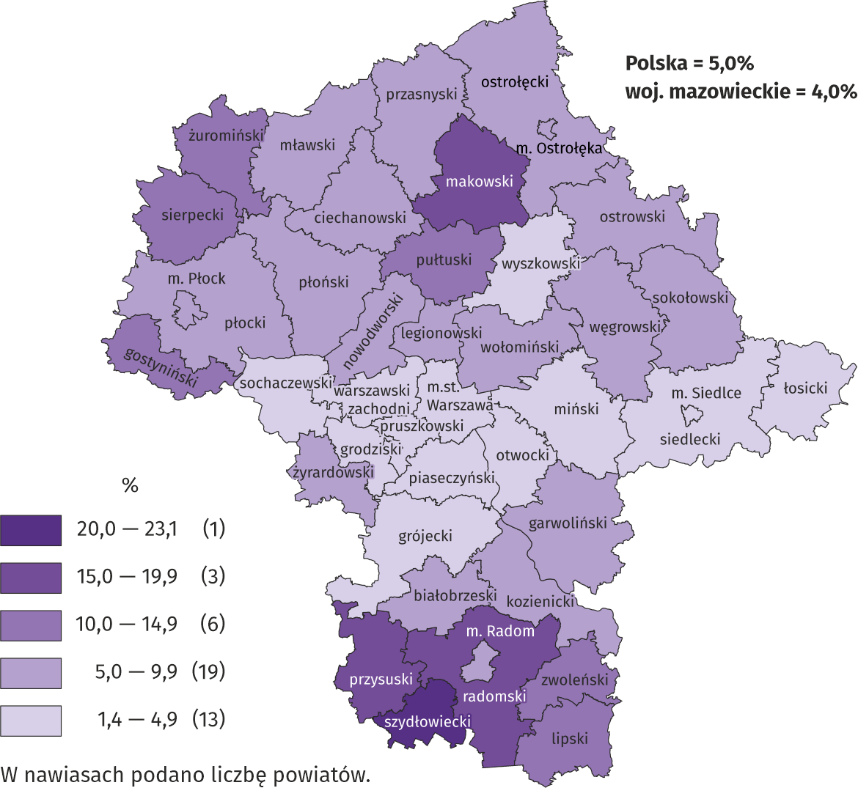 Polska = 5,0%
woj. mazowieckie = 4,0%
ostrołęcki
przasnyski
żuromiński
mławski
m. Ostrołęka
makowski
sierpecki
ciechanowski
ostrowski
pułtuski
wyszkowski
m. Płock
płoński
sokołowski
płocki
nowodworski
legionowski
węgrowski
wołomiński
gostyniński
sochaczewski
warszawski
zachodni
m.st.
Warszawa
m. Siedlce
łosicki
miński
pruszkowski
siedlecki
grodziski
otwocki
żyrardowski
piaseczyński
garwoliński
grójecki
białobrzeski
kozienicki
m. Radom
przysuski
zwoleński
radomski
szydłowiecki
lipski
%
20,0 — 23,1 (1)
15,0 — 19,9 (3)
10,0 — 14,9 (6)
5,0 — 9,9 (19)
1,4 — 4,9 (13)
W nawiasach podano liczbę powiatów.